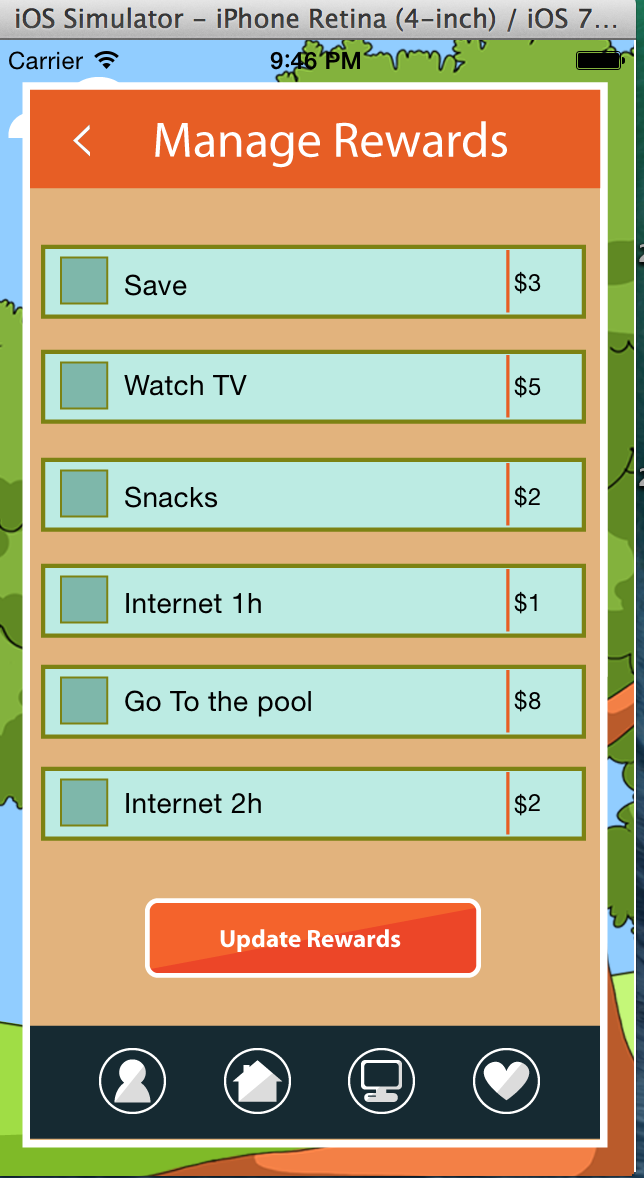 iOS Simulator – iPhone Retina (4-inch) / iOS 7...
Carrier 9:46 PM
Manage Rewards
Save $3
Watch TV $5
Snacks $2
Internet 1h $1
Go To the pool $8
Internet 2h $2
Update Rewards